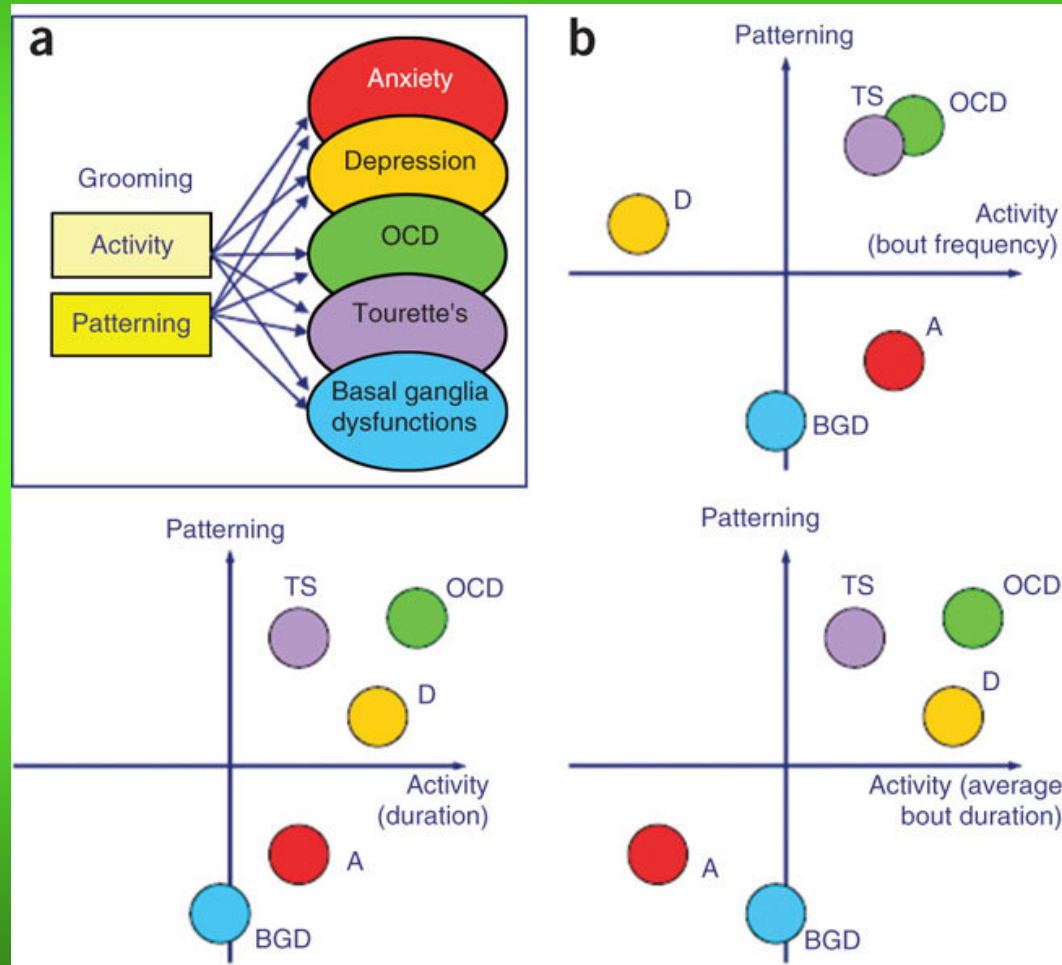 a
Grooming
Activity
Patterning
Anxiety
Depression
OCD
Tourette's
Basal ganglia
dysfunctions
b
Patterning
TS
OCD
D
Activity
(bout frequency)
A
BGD
Patterning
TS
OCD
D
Activity
(duration)
A
BGD
Patterning
TS
OCD
D
Activity (average
bout duration)
A
BGD